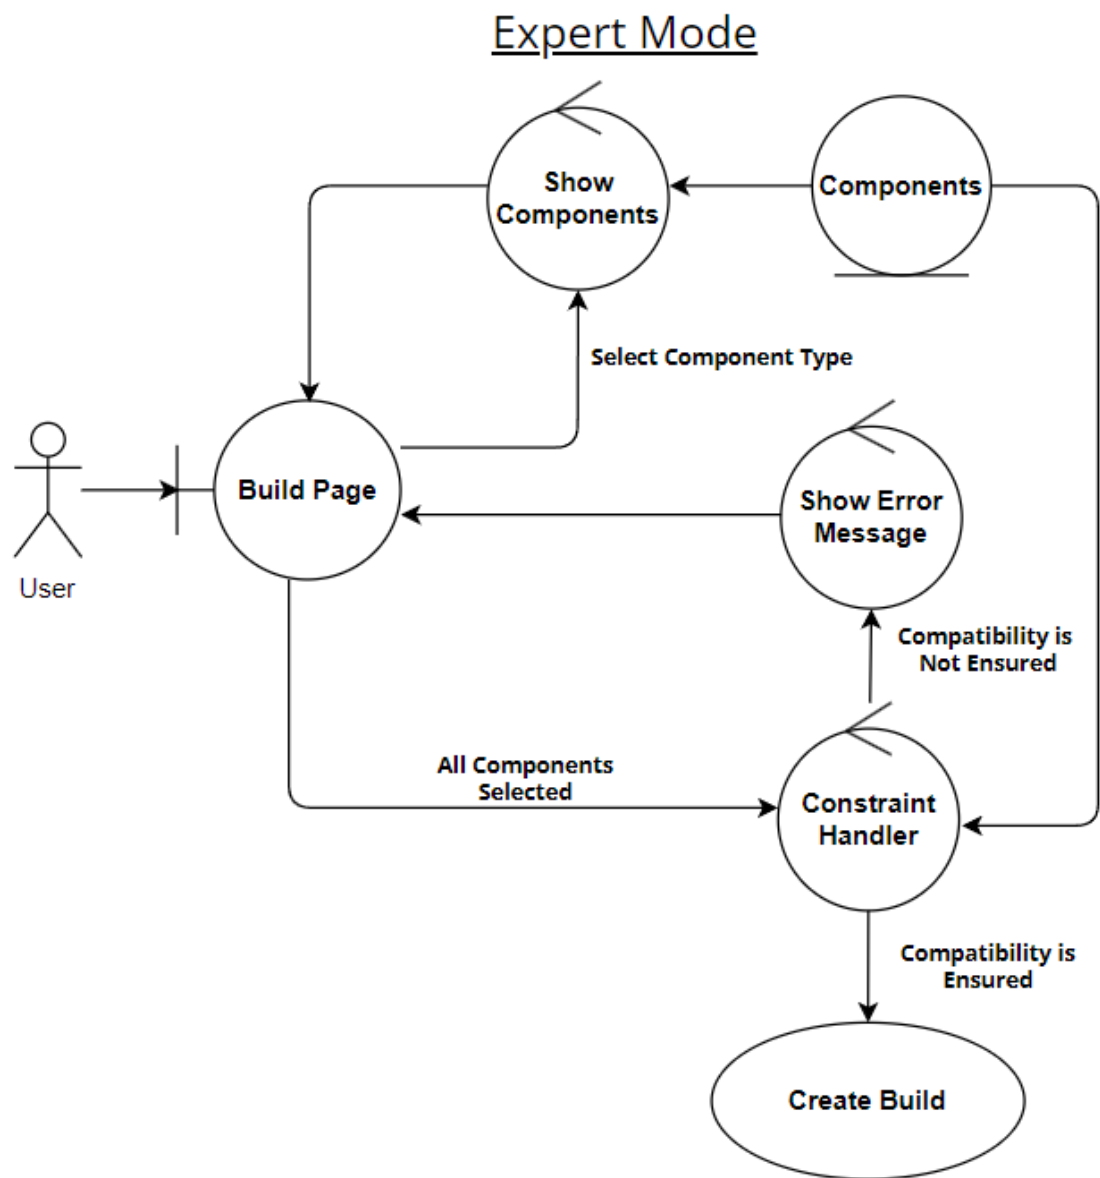 Expert Mode
Show
Components
Components
Select Component Type
Build Page
Show Error
Message
User
Compatibility is
Not Ensured
All Components
Selected
Constraint
Handler
Compatibility is
Ensured
Create Build